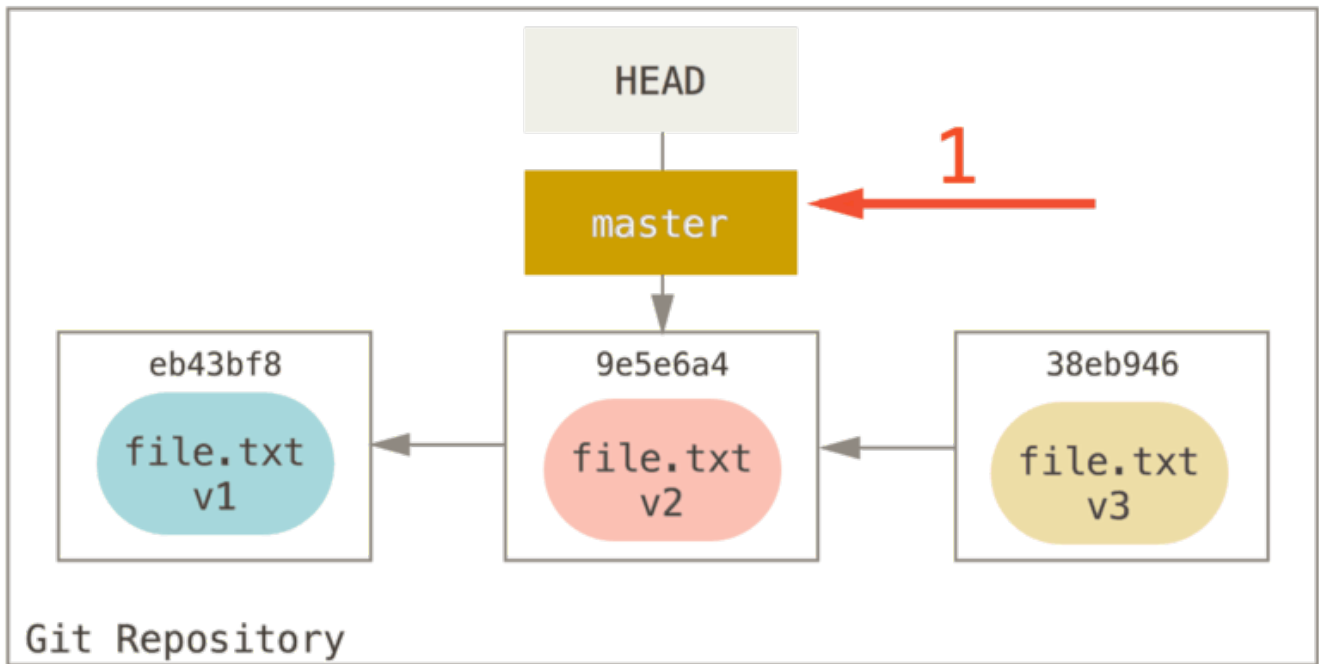 HEAD
1
master
eb43bf8
file.txt
v1
9e5e6a4
file.txt
v2
38eb946
file.txt
v3
Git Repository